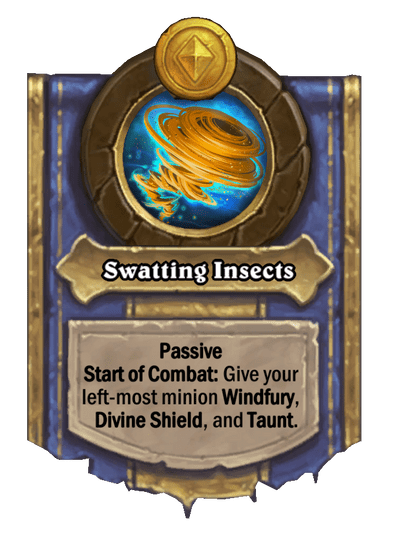 Swatting Insects
Passive
Start of Combat: Give your
left-most minion Windfury,
Divine Shield, and Taunt.